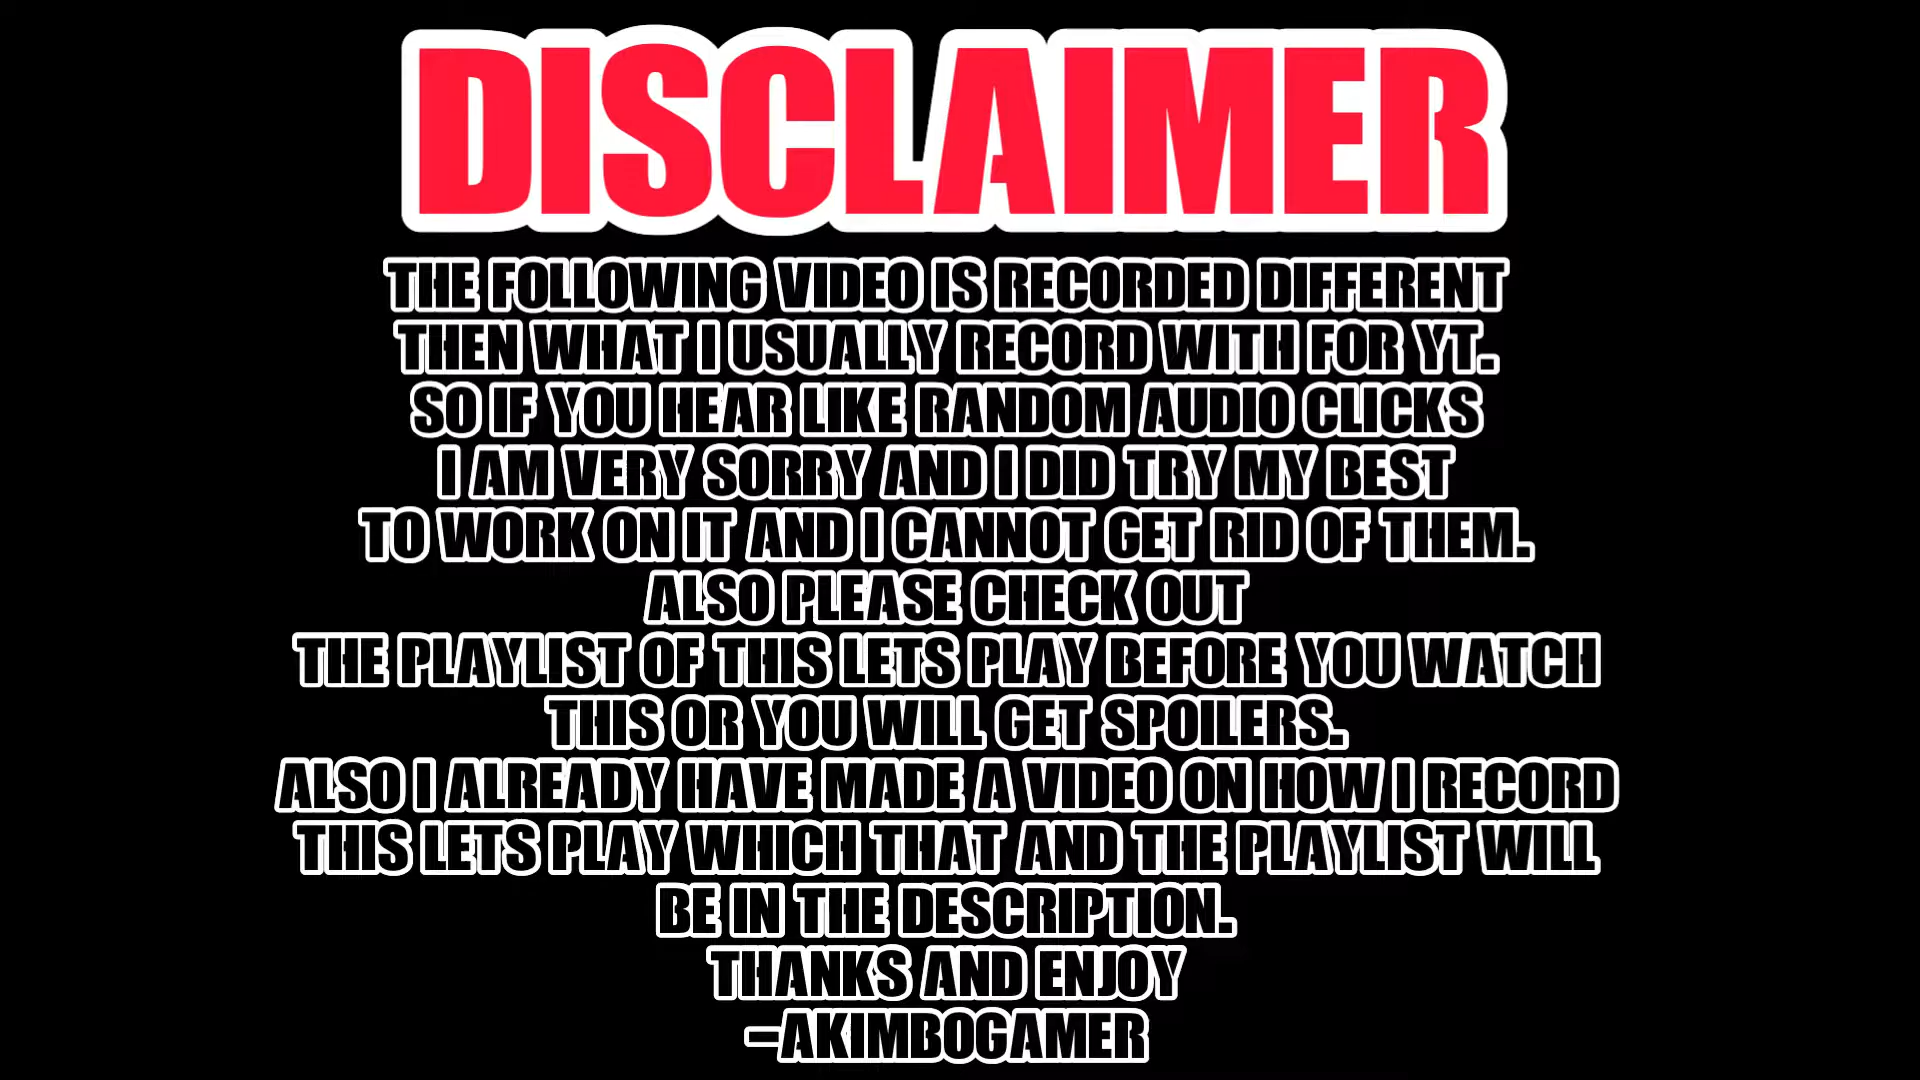 DISCLAIMER
THE FOLLOWING VIDEO IS RECORDED DIFFERENT
THEN WHAT I USUALLY RECORD WITH FOR YT.
SO IF YOU HEAR LIKE RANDOM AUDIO CLICKS
I AM VERY SORRY AND I DID TRY MY BEST
TO WORK ON IT AND I CANNOT GET RID OF THEM.
ALSO PLEASE CHECK OUT
THE PLAYLIST OF THIS LETS PLAY BEFORE YOU WATCH
THIS OR YOU WILL GET SPOILERS.
ALSO I ALREADY HAVE MADE A VIDEO ON HOW I RECORD
THIS LETS PLAY WHICH THAT AND THE PLAYLIST WILL
BE IN THE DESCRIPTION.
THANKS AND ENJOY
-AKIMBOGAMER